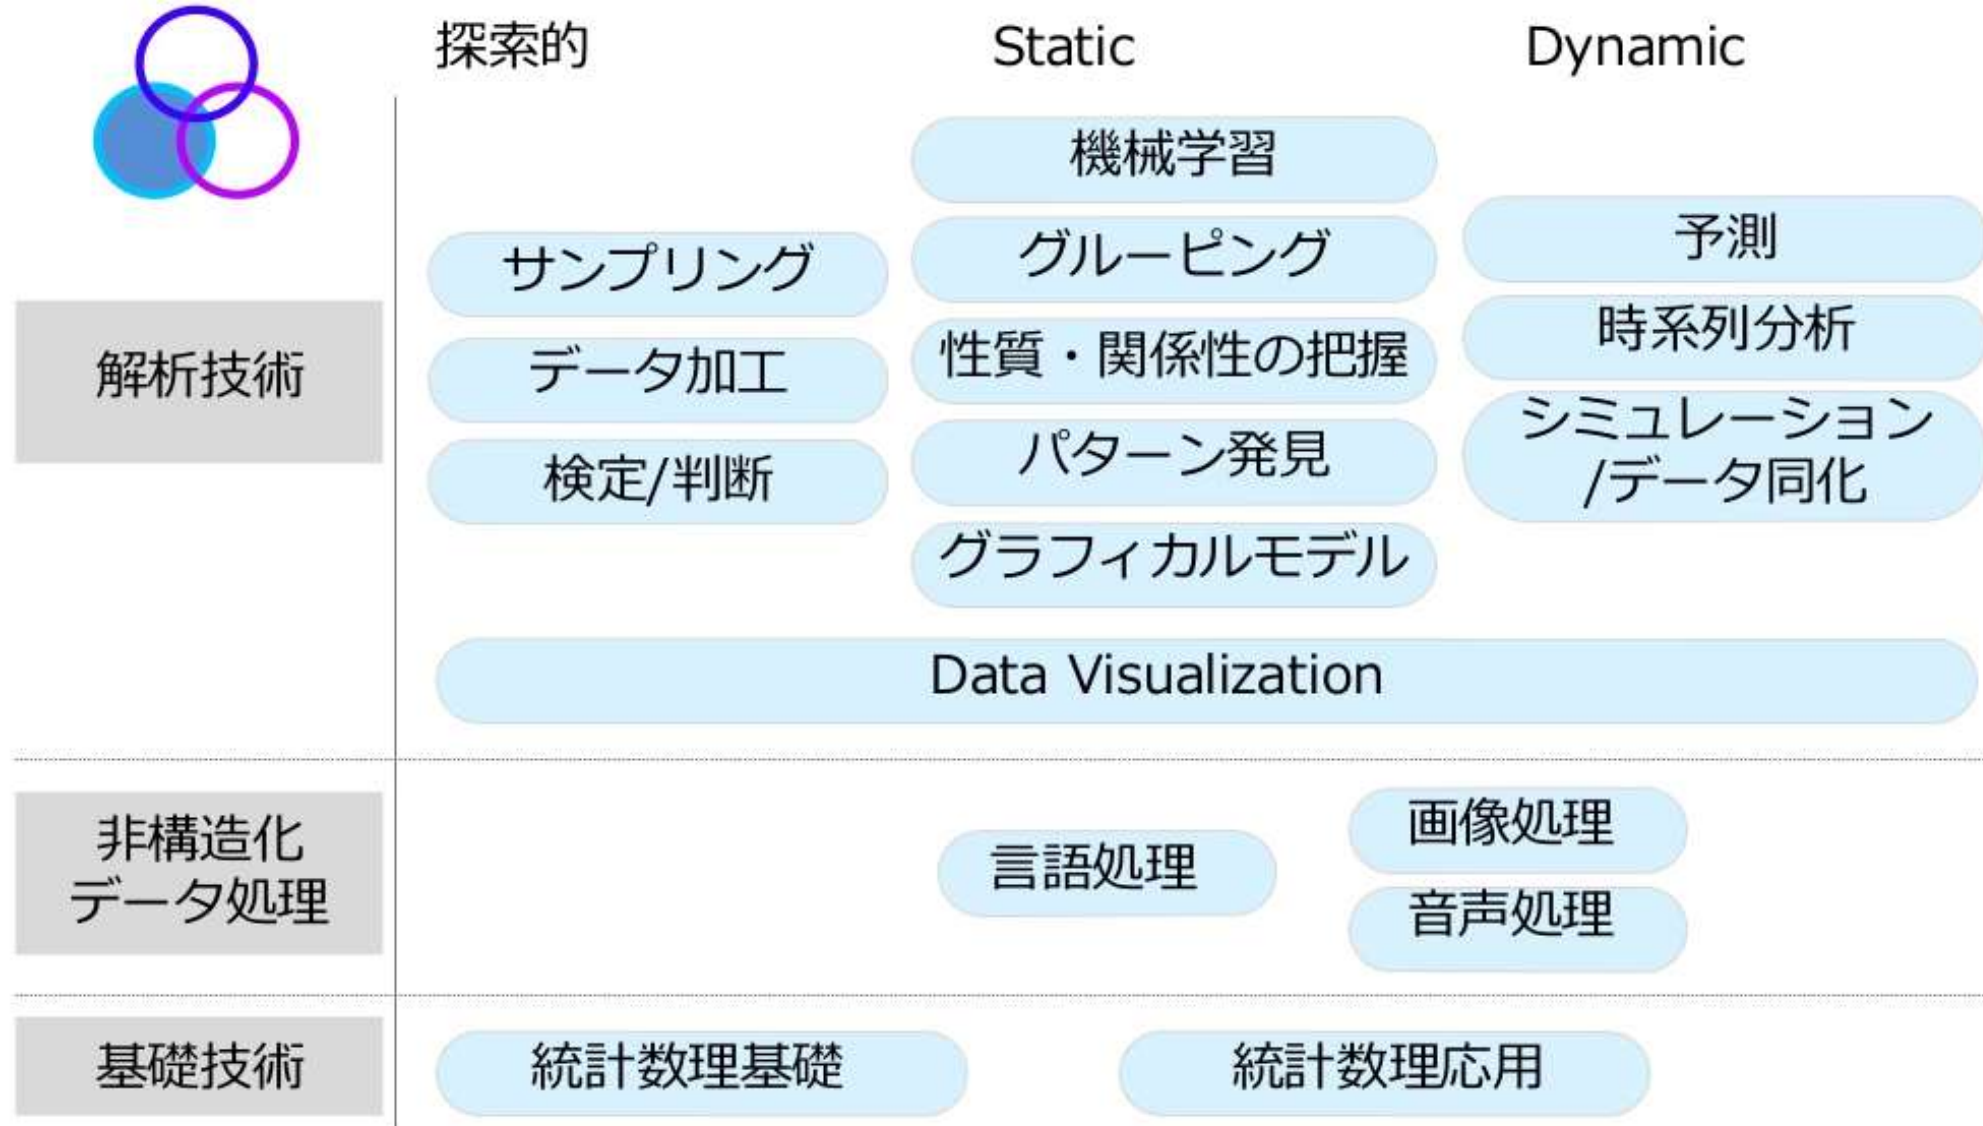 探索的
Static
Dynamic
解析技術
サンプリング
データ加工
検定/判断
機械学習
グルーピング
性質・関係性の把握
パターン発見
グラフィカルモデル
予測
時系列分析
シミュレーション
/データ同化
Data Visualization
非構造化
データ処理
言語処理
画像処理
音声処理
基礎技術
統計数理基礎
統計数理応用